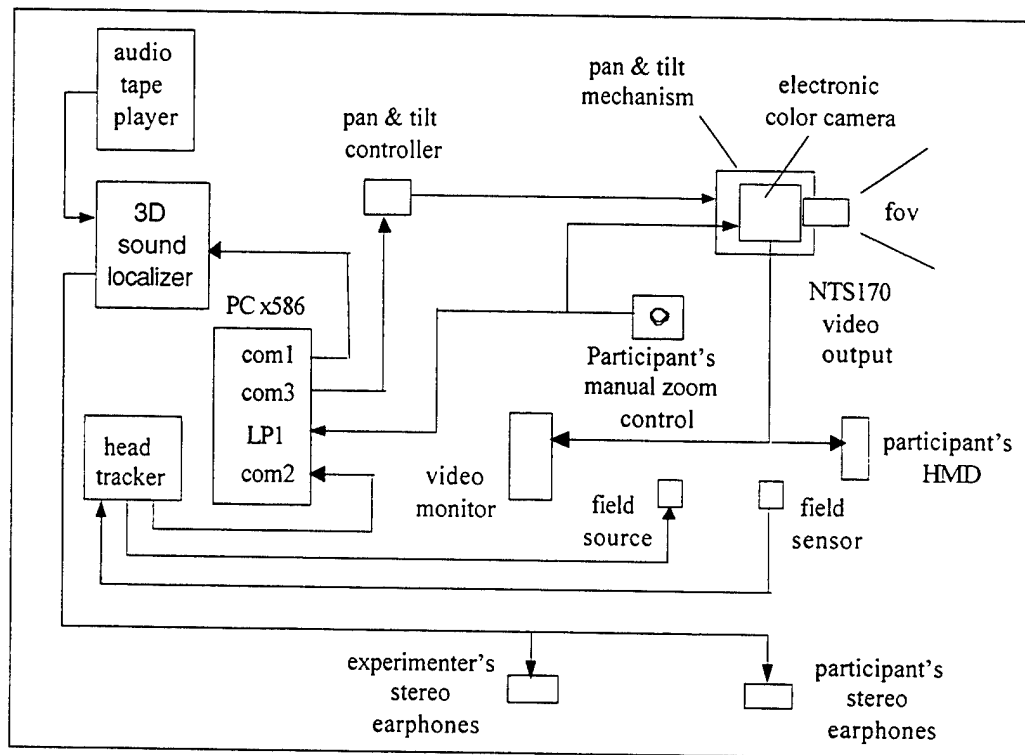 audio
tape
player
pan & tilt
controller
pan & tilt
mechanism
electronic
color camera
fov
3D
sound
localizer
PC x586
com1
com3
LP1
com2
NTS170
video
output
Participant's
manual zoom
control
head
tracker
video
monitor
field
source
field
sensor
participant's
HMD
experimenter's
stereo
earphones
participant's
stereo
earphones